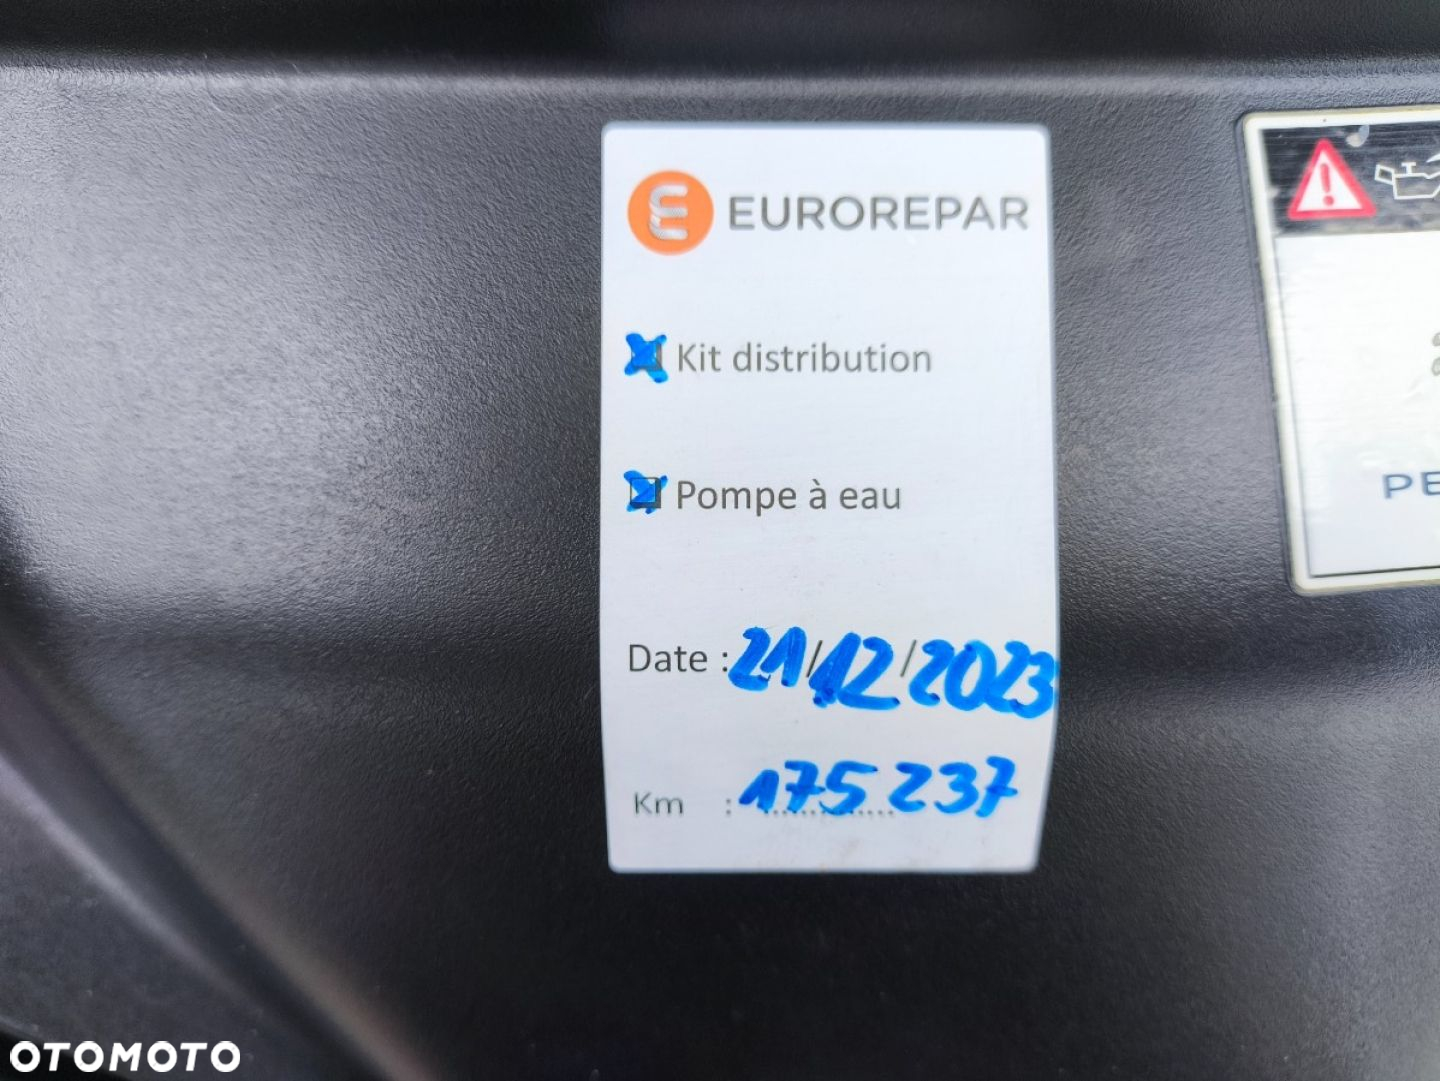 EUROREPAR
Kit distribution
Pompe à eau
Date : 21/12/2023
Km : 175 237
PE
OTOMOTO